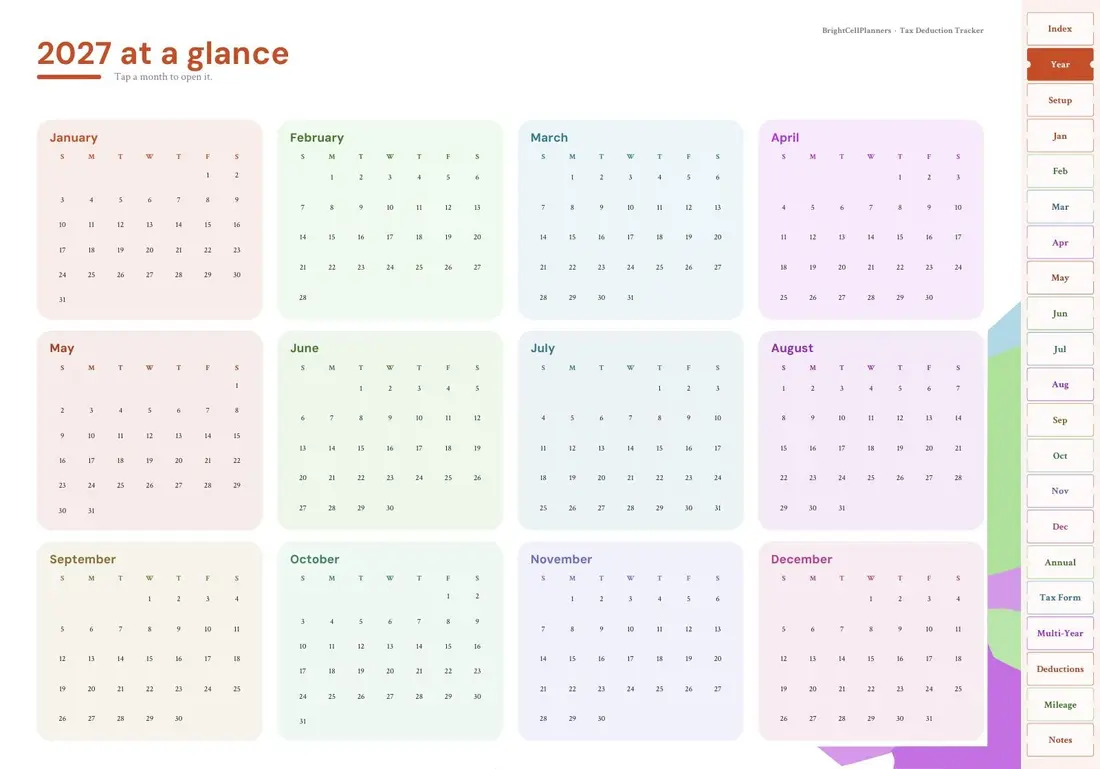 BrightCellPlanners · Tax Deduction Tracker
2027 at a glance
Tap a month to open it.
January
S M T W T F S
1 2
3 4 5 6 7 8 9
10 11 12 13 14 15 16
17 18 19 20 21 22 23
24 25 26 27 28 29 30
31
February
S M T W T F S
1 2 3 4 5 6
7 8 9 10 11 12 13
14 15 16 17 18 19 20
21 22 23 24 25 26 27
28
March
S M T W T F S
1 2 3 4 5 6
7 8 9 10 11 12 13
14 15 16 17 18 19 20
21 22 23 24 25 26 27
28 29 30 31
April
S M T W T F S
1 2 3
4 5 6 7 8 9 10
11 12 13 14 15 16 17
18 19 20 21 22 23 24
25 26 27 28 29 30
May
S M T W T F S
1
2 3 4 5 6 7 8
9 10 11 12 13 14 15
16 17 18 19 20 21 22
23 24 25 26 27 28 29
30 31
June
S M T W T F S
1 2 3 4 5
6 7 8 9 10 11 12
13 14 15 16 17 18 19
20 21 22 23 24 25 26
27 28 29 30
July
S M T W T F S
1 2 3
4 5 6 7 8 9 10
11 12 13 14 15 16 17
18 19 20 21 22 23 24
25 26 27 28 29 30 31
August
S M T W T F S
1 2 3 4 5 6 7
8 9 10 11 12 13 14
15 16 17 18 19 20 21
22 23 24 25 26 27 28
29 30 31
September
S M T W T F S
1 2 3 4
5 6 7 8 9 10 11
12 13 14 15 16 17 18
19 20 21 22 23 24 25
26 27 28 29 30
October
S M T W T F S
1 2
3 4 5 6 7 8 9
10 11 12 13 14 15 16
17 18 19 20 21 22 23
24 25 26 27 28 29 30
31
November
S M T W T F S
1 2 3 4 5 6
7 8 9 10 11 12 13
14 15 16 17 18 19 20
21 22 23 24 25 26 27
28 29 30
December
S M T W T F S
1 2 3 4
5 6 7 8 9 10 11
12 13 14 15 16 17 18
19 20 21 22 23 24 25
26 27 28 29 30 31
Index
Year
Setup
Jan
Feb
Mar
Apr
May
Jun
Jul
Aug
Sep
Oct
Nov
Dec
Annual
Tax Form
Multi-Year
Deductions
Mileage
Notes